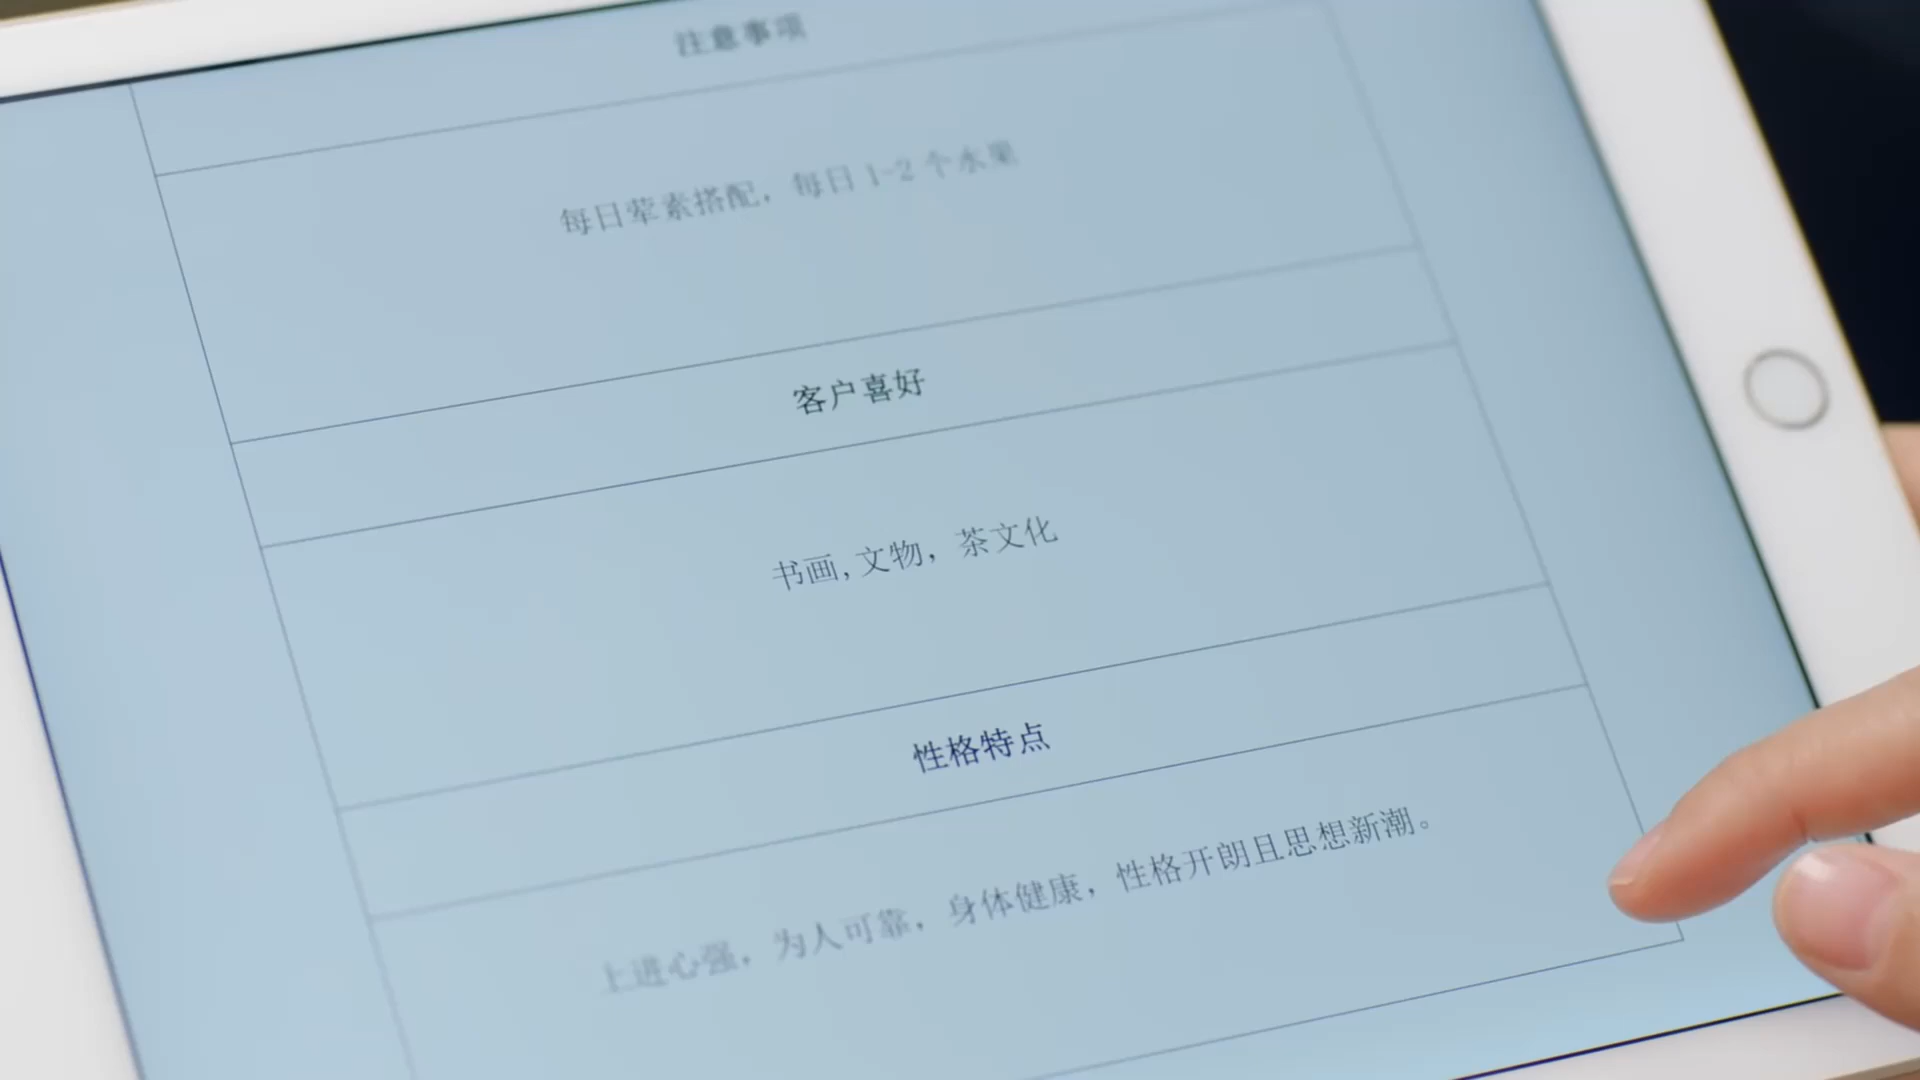 注意事项
每日荤素搭配，每日1-2个水果
客户喜好
书画,文物，茶文化
性格特点
上进心强，为人可靠，身体健康，性格开朗且思想新潮。